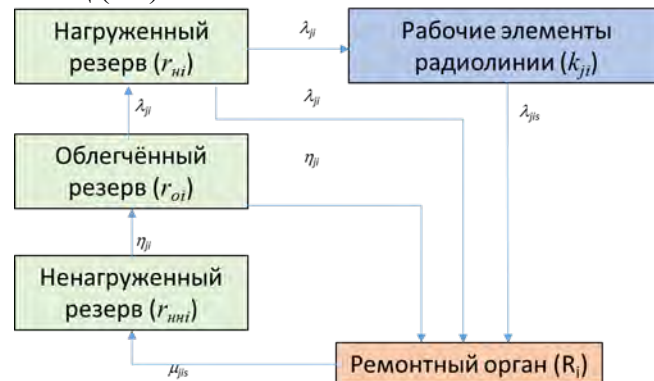 Нагруженный
резерв (rнi)
λji
Рабочие элементы
радиолинии (kji)
λji
λji
λjis
Облегчённый
резерв (roi)
ηji
ηji
Ненагруженный
резерв (rннi)
μjis
Ремонтный орган (Ri)